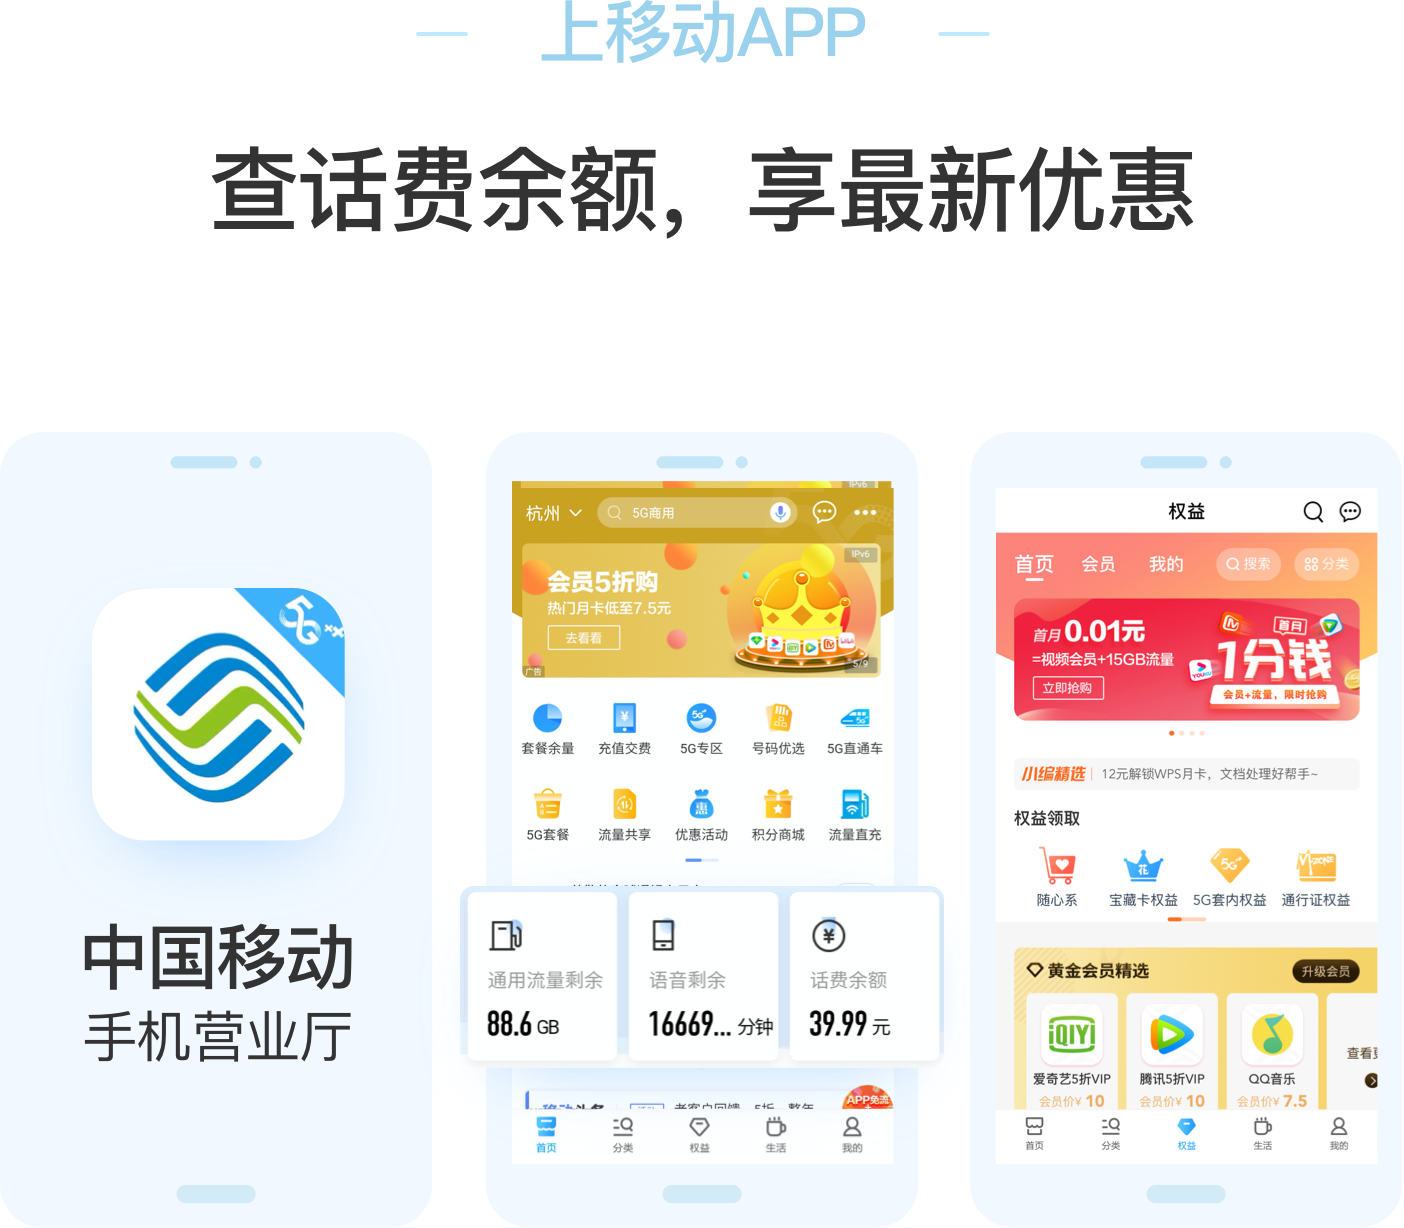 上移动APP
查话费余额，享最新优惠
5G
中国移动
手机营业厅
IPv6
杭州
5G商用
IPv6
会员5折购
热门月卡低至7.5元
去看看
广告
5/9
套餐余量 充值交费 5G专区 号码优选 5G直通车
5G套餐 流量共享 优惠活动 积分商城 流量直充
通用流量剩余
88.6 GB
语音剩余
16669... 分钟
话费余额
39.99 元
APP免流
首页 分类 权益 生活 我的
权益
首页 会员 我的 搜索 分类
首月0.01元
=视频会员+15GB流量
立即抢购
首月
1分钱
YOUKU
会员+流量，限时抢购
小编精选 12元解锁WPS月卡，文档处理好帮手~
权益领取
花
5G
M-ZONE
随心系 宝藏卡权益 5G套内权益 通行证权益
黄金会员精选
升级会员
iQIYI
爱奇艺5折VIP 腾讯5折VIP QQ音乐
会员价¥ 10 会员价¥ 10 会员价¥ 7.5
查看
首页 分类 权益 生活 我的